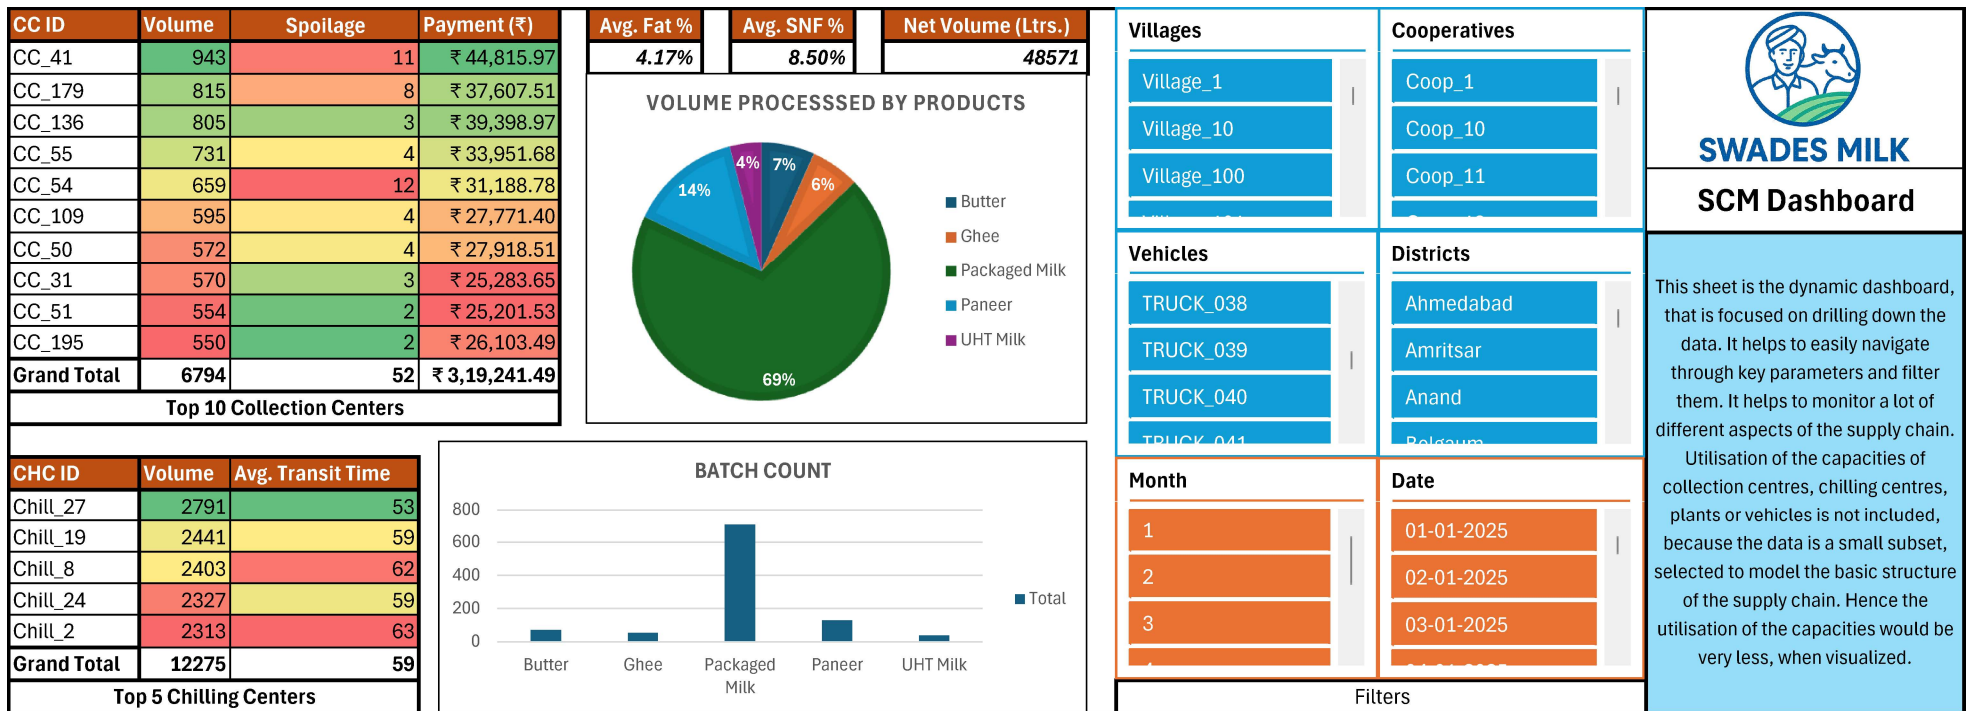 CC ID Volume Spoilage Payment (₹)
CC_41 943 11 ₹ 44,815.97
CC_179 815 8 ₹ 37,607.51
CC_136 805 3 ₹ 39,398.97
CC_55 731 4 ₹ 33,951.68
CC_54 659 12 ₹ 31,188.78
CC_109 595 4 ₹ 27,771.40
CC_50 572 4 ₹ 27,918.51
CC_31 570 3 ₹ 25,283.65
CC_51 554 2 ₹ 25,201.53
CC_195 550 2 ₹ 26,103.49
Grand Total 6794 52 ₹ 3,19,241.49
Top 10 Collection Centers
CHC ID Volume Avg. Transit Time
Chill_27 2791 53
Chill_19 2441 59
Chill_8 2403 62
Chill_24 2327 59
Chill_2 2313 63
Grand Total 12275 59
Top 5 Chilling Centers
Avg. Fat % Avg. SNF % Net Volume (Ltrs.)
4.17% 8.50% 48571
VOLUME PROCESSSED BY PRODUCTS
4%
7%
6%
14%
69%
Butter
Ghee
Packaged Milk
Paneer
UHT Milk
BATCH COUNT
800
600
400
200
0
Butter Ghee Packaged Paneer UHT Milk
Milk
Total
Villages
Village_1
Village_10
Village_100
Cooperatives
Coop_1
Coop_10
Coop_11
Vehicles
TRUCK_038
TRUCK_039
TRUCK_040
TRUCK_041
Districts
Ahmedabad
Amritsar
Anand
Belgaum
Month
1
2
3
Date
01-01-2025
02-01-2025
03-01-2025
Filters
SWADES MILK
SCM Dashboard
This sheet is the dynamic dashboard,
that is focused on drilling down the
data. It helps to easily navigate
through key parameters and filter
them. It helps to monitor a lot of
different aspects of the supply chain.
Utilisation of the capacities of
collection centres, chilling centres,
plants or vehicles is not included,
because the data is a small subset,
selected to model the basic structure
of the supply chain. Hence the
utilisation of the capacities would be
very less, when visualized.